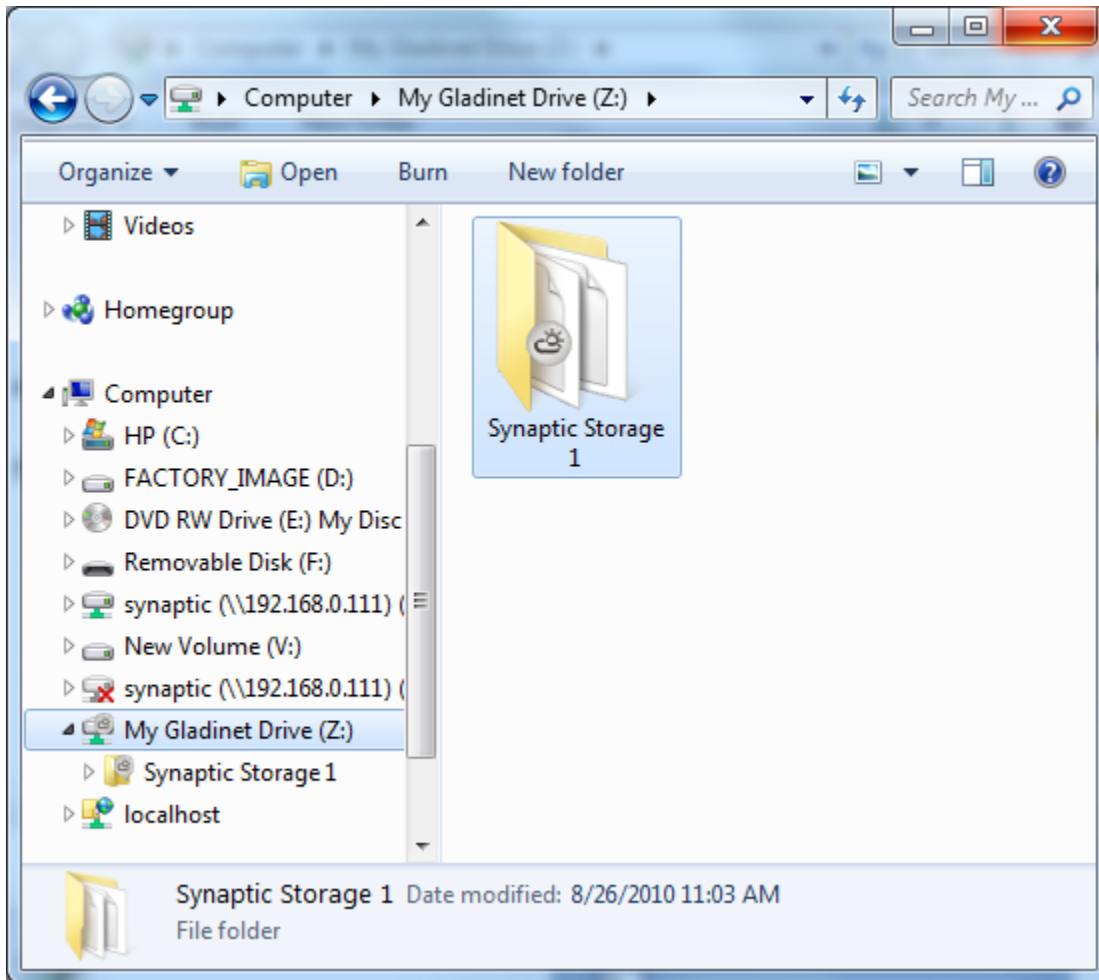 Computer ▸ My Gladinet Drive (Z:) ▸
Search My ...
Organize Open Burn New folder
Videos
Homegroup
Computer
HP (C:)
FACTORY_IMAGE (D:)
DVD RW Drive (E:) My Disc
Removable Disk (F:)
synaptic (\\192.168.0.111) (
New Volume (V:)
synaptic (\\192.168.0.111) (
My Gladinet Drive (Z:)
Synaptic Storage 1
localhost
Synaptic Storage
1
Synaptic Storage 1 Date modified: 8/26/2010 11:03 AM
File folder